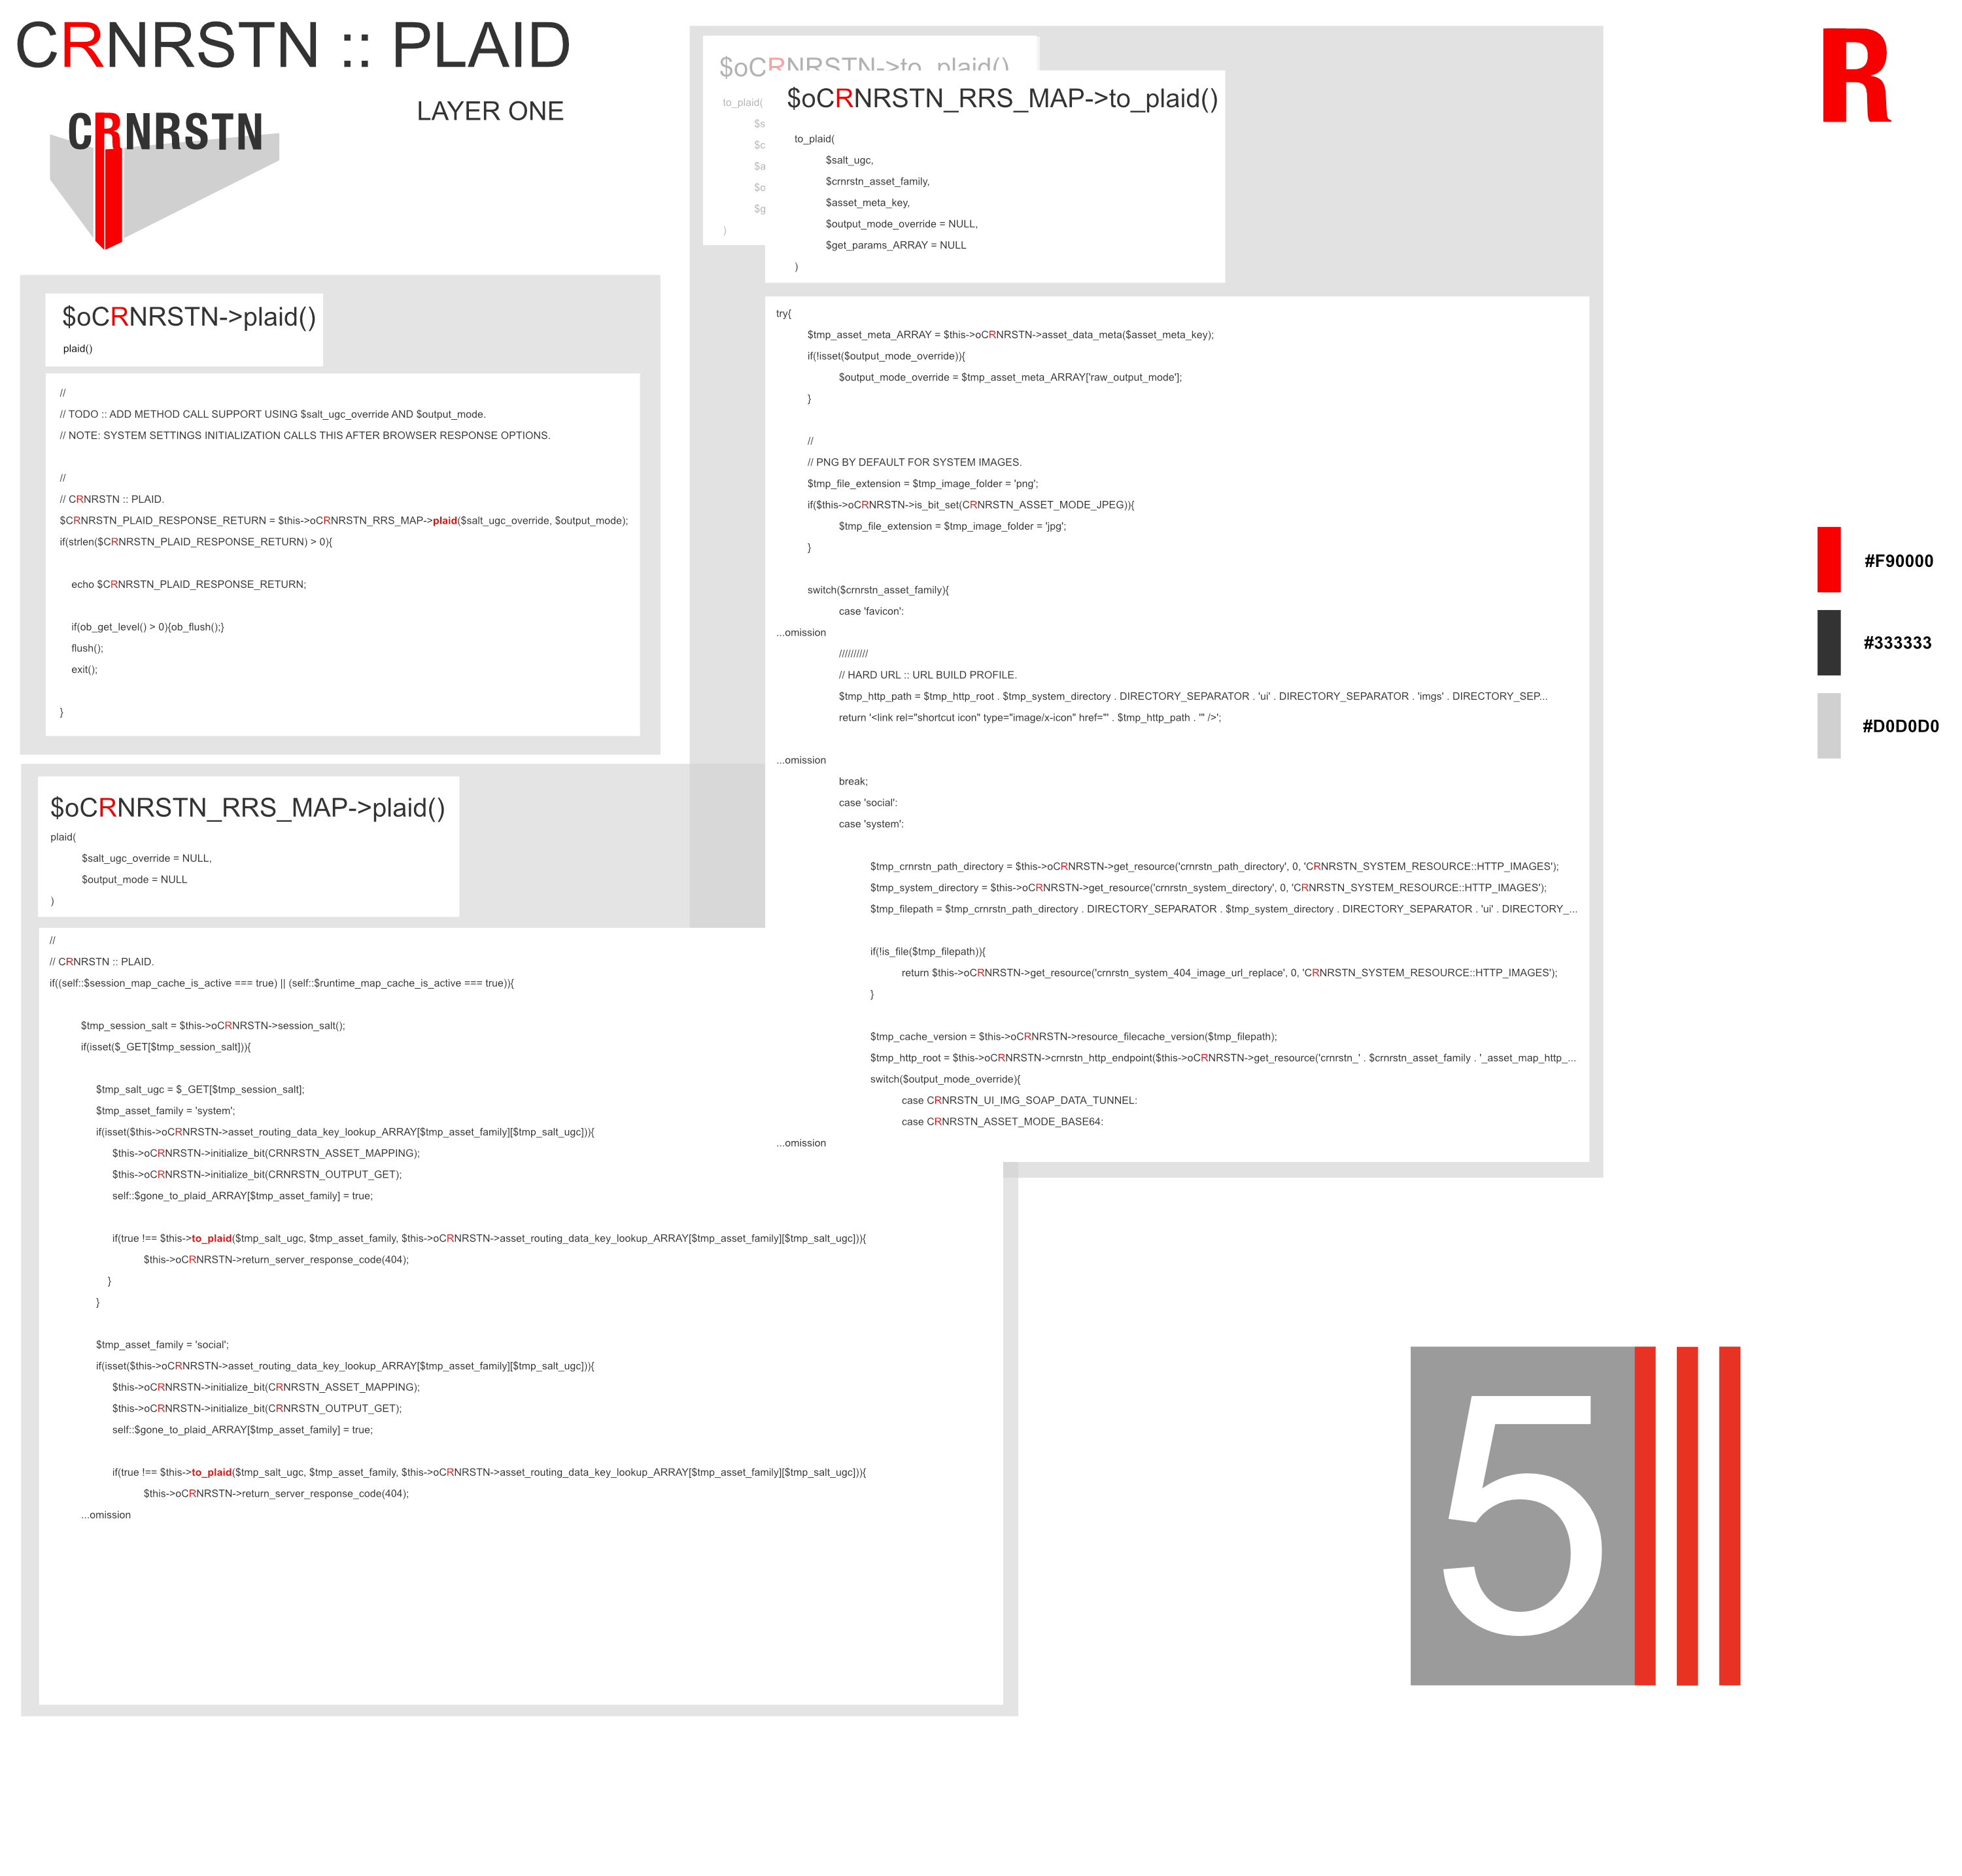 CRNRSTN :: PLAID
LAYER ONE
CRNRSTN
$oCRNRSTN->plaid()
plaid()
//
// TODO :: ADD METHOD CALL SUPPORT USING $salt_ugc_override AND $output_mode.
// NOTE: SYSTEM SETTINGS INITIALIZATION CALLS THIS AFTER BROWSER RESPONSE OPTIONS.
//
// CRNRSTN :: PLAID.
$CRNRSTN_PLAID_RESPONSE_RETURN = $this->oCRNRSTN_RRS_MAP->plaid($salt_ugc_override, $output_mode);
if(strlen($CRNRSTN_PLAID_RESPONSE_RETURN) > 0){
echo $CRNRSTN_PLAID_RESPONSE_RETURN;
if(ob_get_level() > 0){ob_flush();}
flush();
exit();
}
$oCRNRSTN_RRS_MAP->plaid()
plaid(
$salt_ugc_override = NULL,
$output_mode = NULL
)
//
// CRNRSTN :: PLAID.
if((self::$session_map_cache_is_active === true) || (self::$runtime_map_cache_is_active === true)){
$tmp_session_salt = $this->oCRNRSTN->session_salt();
if(isset($_GET[$tmp_session_salt])){
$tmp_salt_ugc = $_GET[$tmp_session_salt];
$tmp_asset_family = 'system';
if(isset($this->oCRNRSTN->asset_routing_data_key_lookup_ARRAY[$tmp_asset_family][$tmp_salt_ugc])){
$this->oCRNRSTN->initialize_bit(CRNRSTN_ASSET_MAPPING);
$this->oCRNRSTN->initialize_bit(CRNRSTN_OUTPUT_GET);
self::$gone_to_plaid_ARRAY[$tmp_asset_family] = true;
if(true !== $this->to_plaid($tmp_salt_ugc, $tmp_asset_family, $this->oCRNRSTN->asset_routing_data_key_lookup_ARRAY[$tmp_asset_family][$tmp_salt_ugc])){
$this->oCRNRSTN->return_server_response_code(404);
}
}
$tmp_asset_family = 'social';
if(isset($this->oCRNRSTN->asset_routing_data_key_lookup_ARRAY[$tmp_asset_family][$tmp_salt_ugc])){
$this->oCRNRSTN->initialize_bit(CRNRSTN_ASSET_MAPPING);
$this->oCRNRSTN->initialize_bit(CRNRSTN_OUTPUT_GET);
self::$gone_to_plaid_ARRAY[$tmp_asset_family] = true;
if(true !== $this->to_plaid($tmp_salt_ugc, $tmp_asset_family, $this->oCRNRSTN->asset_routing_data_key_lookup_ARRAY[$tmp_asset_family][$tmp_salt_ugc])){
$this->oCRNRSTN->return_server_response_code(404);
...omission
$oCRNRSTN->to_plaid()
to_plaid(
$s
$c
$a
$o
$g
)
$oCRNRSTN_RRS_MAP->to_plaid()
to_plaid(
$salt_ugc,
$crnrstn_asset_family,
$asset_meta_key,
$output_mode_override = NULL,
$get_params_ARRAY = NULL
)
try{
$tmp_asset_meta_ARRAY = $this->oCRNRSTN->asset_data_meta($asset_meta_key);
if(!isset($output_mode_override)){
$output_mode_override = $tmp_asset_meta_ARRAY['raw_output_mode'];
}
//
// PNG BY DEFAULT FOR SYSTEM IMAGES.
$tmp_file_extension = $tmp_image_folder = 'png';
if($this->oCRNRSTN->is_bit_set(CRNRSTN_ASSET_MODE_JPEG)){
$tmp_file_extension = $tmp_image_folder = 'jpg';
}
switch($crnrstn_asset_family){
case 'favicon':
...omission
//////////
// HARD URL :: URL BUILD PROFILE.
$tmp_http_path = $tmp_http_root . $tmp_system_directory . DIRECTORY_SEPARATOR . 'ui' . DIRECTORY_SEPARATOR . 'imgs' . DIRECTORY_SEP...
return '<link rel="shortcut icon" type="image/x-icon" href="' . $tmp_http_path . '" />';
...omission
break;
case 'social':
case 'system':
$tmp_crnrstn_path_directory = $this->oCRNRSTN->get_resource('crnrstn_path_directory', 0, 'CRNRSTN_SYSTEM_RESOURCE::HTTP_IMAGES');
$tmp_system_directory = $this->oCRNRSTN->get_resource('crnrstn_system_directory', 0, 'CRNRSTN_SYSTEM_RESOURCE::HTTP_IMAGES');
$tmp_filepath = $tmp_crnrstn_path_directory . DIRECTORY_SEPARATOR . $tmp_system_directory . DIRECTORY_SEPARATOR . 'ui' . DIRECTORY_...
if(!is_file($tmp_filepath)){
return $this->oCRNRSTN->get_resource('crnrstn_system_404_image_url_replace', 0, 'CRNRSTN_SYSTEM_RESOURCE::HTTP_IMAGES');
}
$tmp_cache_version = $this->oCRNRSTN->resource_filecache_version($tmp_filepath);
$tmp_http_root = $this->oCRNRSTN->crnrstn_http_endpoint($this->oCRNRSTN->get_resource('crnrstn_' . $crnrstn_asset_family . '_asset_map_http_...
switch($output_mode_override){
case CRNRSTN_UI_IMG_SOAP_DATA_TUNNEL:
case CRNRSTN_ASSET_MODE_BASE64:
...omission
R
#F90000
#333333
#D0D0D0
5